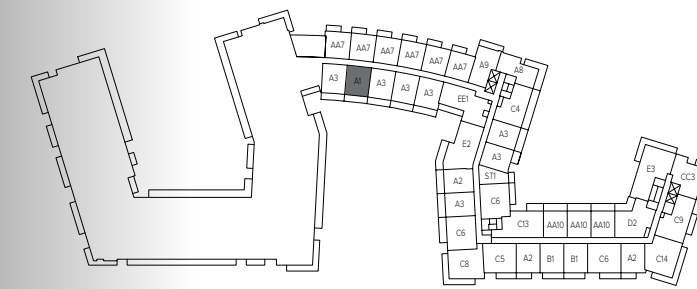 AA7 AA7 AA7 AA7 AA7 AA7 A9 A8
A3 A1 A3 A3 A3 EE1 C4
A3
E2 A3
A2 ST1
A3 C6
C6 C13 AA10 AA10 AA10 D2
E3 CC3
C9
C8 C5 A2 B1 B1 C6 A2 C14